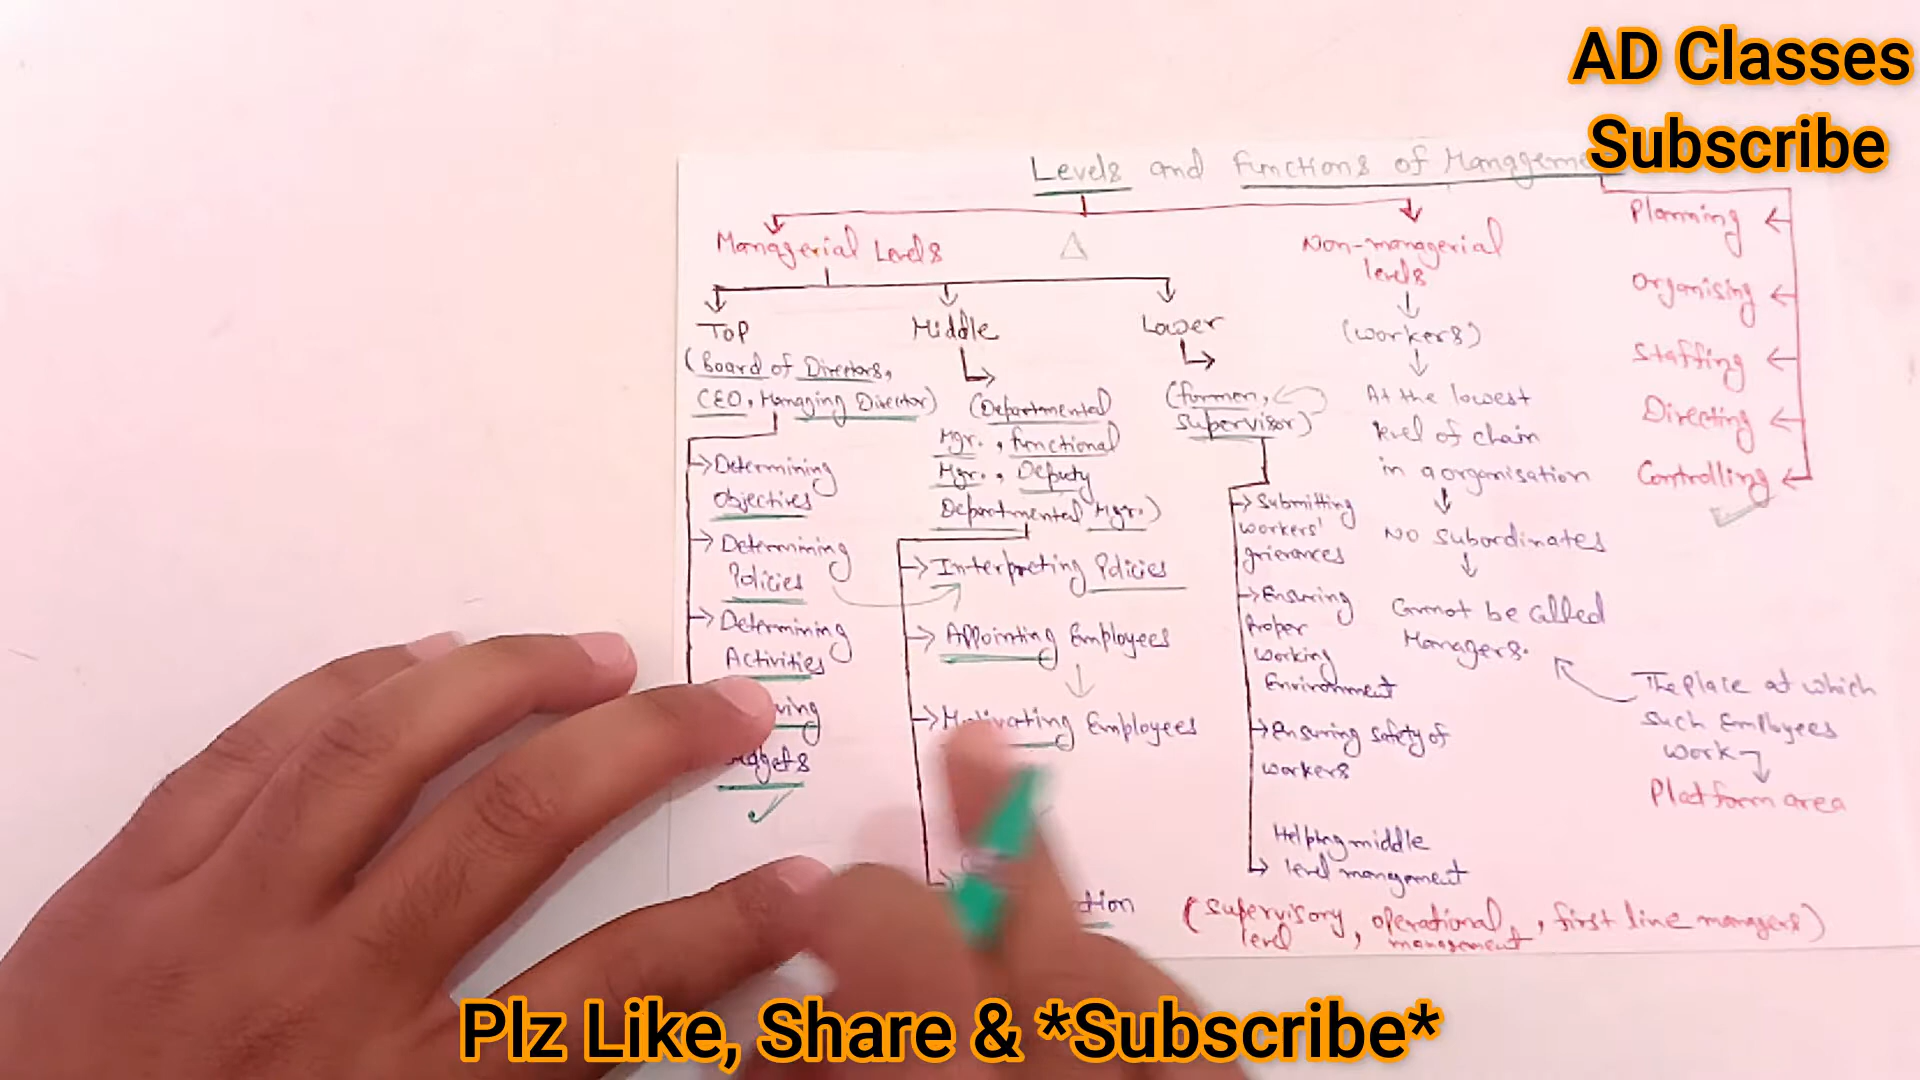 AD Classes
Subscribe
Levels and Functions of
Managerial Levels
Non-managerial
levels
Planning
Organising
Staffing
Directing
Controlling
Top
(Board of Directors,
CEO, Managing Director)
Determining
objectives
Determining
Policies
Determining
Activities
Middle
(Departmental
Mgr., functional
Mgr., Deputy
Departmental Mgr.)
Interpreting Policies
Appointing Employees
Motivating Employees
Lower
(formen,
Supervisor)
Submitting
workers'
grievances
Ensuring
Proper
working
Environment
Ensuring safety of
workers
Helping middle
level management
(workers)
At the lowest
level of chain
in a organisation
No subordinates
Cannot be called
Managers.
The place at which
such Employees
work
Platform area
(supervisory, operational, first line managers)
level, management
Plz Like, Share & *Subscribe*